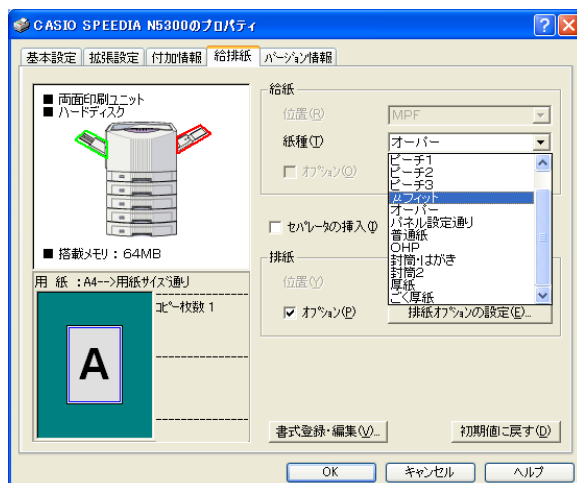 CASIO SPEEDIA N5300のプロパティ
基本設定 拡張設定 付加情報 給排紙 バージョン情報
■ 両面印刷ユニット
■ ハードディスク
■ 搭載メモリ：64MB
用 紙 ：A4-->用紙サイズ通り
コピー枚数 1
A
給紙
位置(R) MPF
紙種(T) オーパー
オプション(O)
ピーチ1
ピーチ2
ピーチ3
μフィット
オーパー
パネル設定通り
普通紙
OHP
封筒・はがき
封筒2
厚紙
ごく厚紙
セパレータの挿入(I)
排紙
位置(Y)
オプション(P) 排紙オプションの設定(E)...
書式登録・編集(V)... 初期値に戻す(D)
OK キャンセル ヘルプ